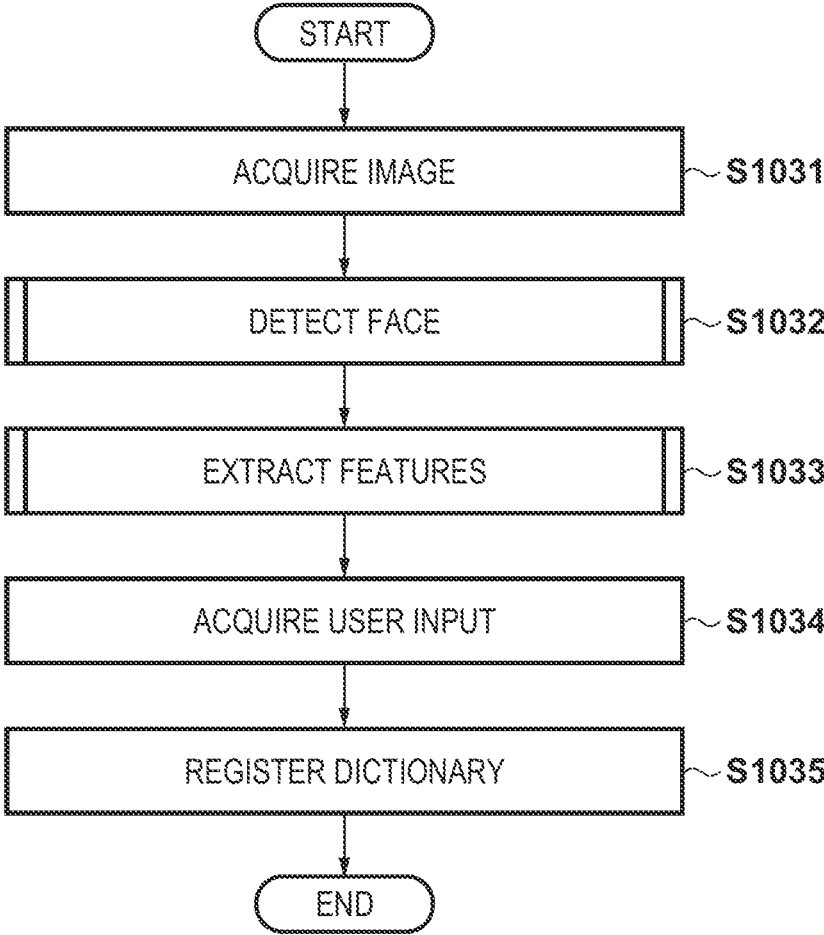 START
ACQUIRE IMAGE
S1031
DETECT FACE
S1032
EXTRACT FEATURES
S1033
ACQUIRE USER INPUT
S1034
REGISTER DICTIONARY
S1035
END